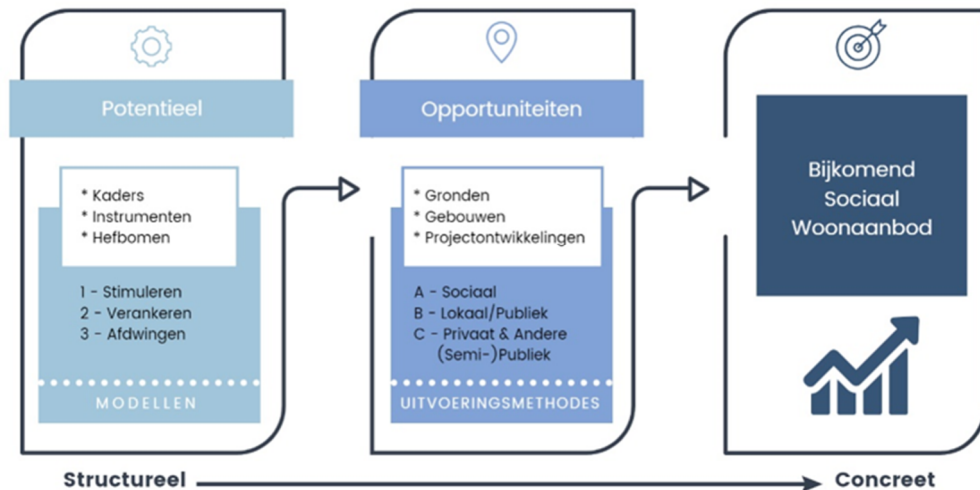 Potentieel
* Kaders
* Instrumenten
* Hefbomen
1 - Stimuleren
2 - Verankeren
3 - Afdwingen
MODELLEN
Opportuniteiten
* Gronden
* Gebouwen
* Projectontwikkelingen
A - Sociaal
B - Lokaal/Publiek
C - Privaat & Andere
(Semi-)Publiek
UITVOERINGSMETHODES
Bijkomend
Sociaal
Woonaanbod
Structureel
Concreet